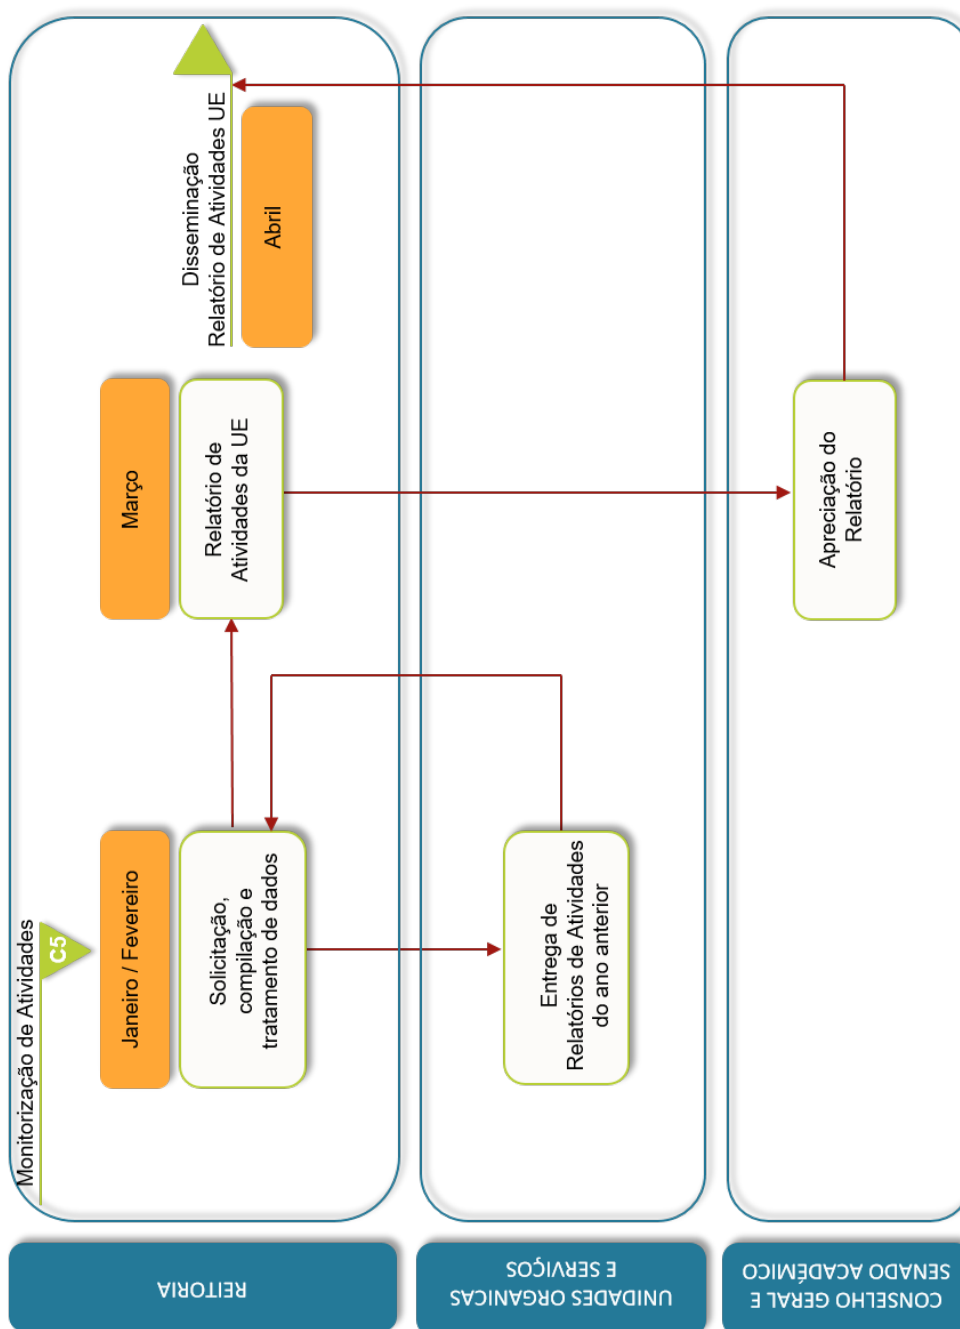 Monitorização de Atividades
C5
Janeiro / Fevereiro
Solicitação,
compilação e
tratamento de dados
Março
Relatório de
Atividades da UE
Disseminação
Relatório de Atividades UE
Abril
Entrega de
Relatórios de Atividades
do ano anterior
Apreciação do
Relatório
REITORIA
UNIDADES ORGANICAS
E SERVIÇOS
CONSELHO GERAL E
SENADO ACADÉMICO